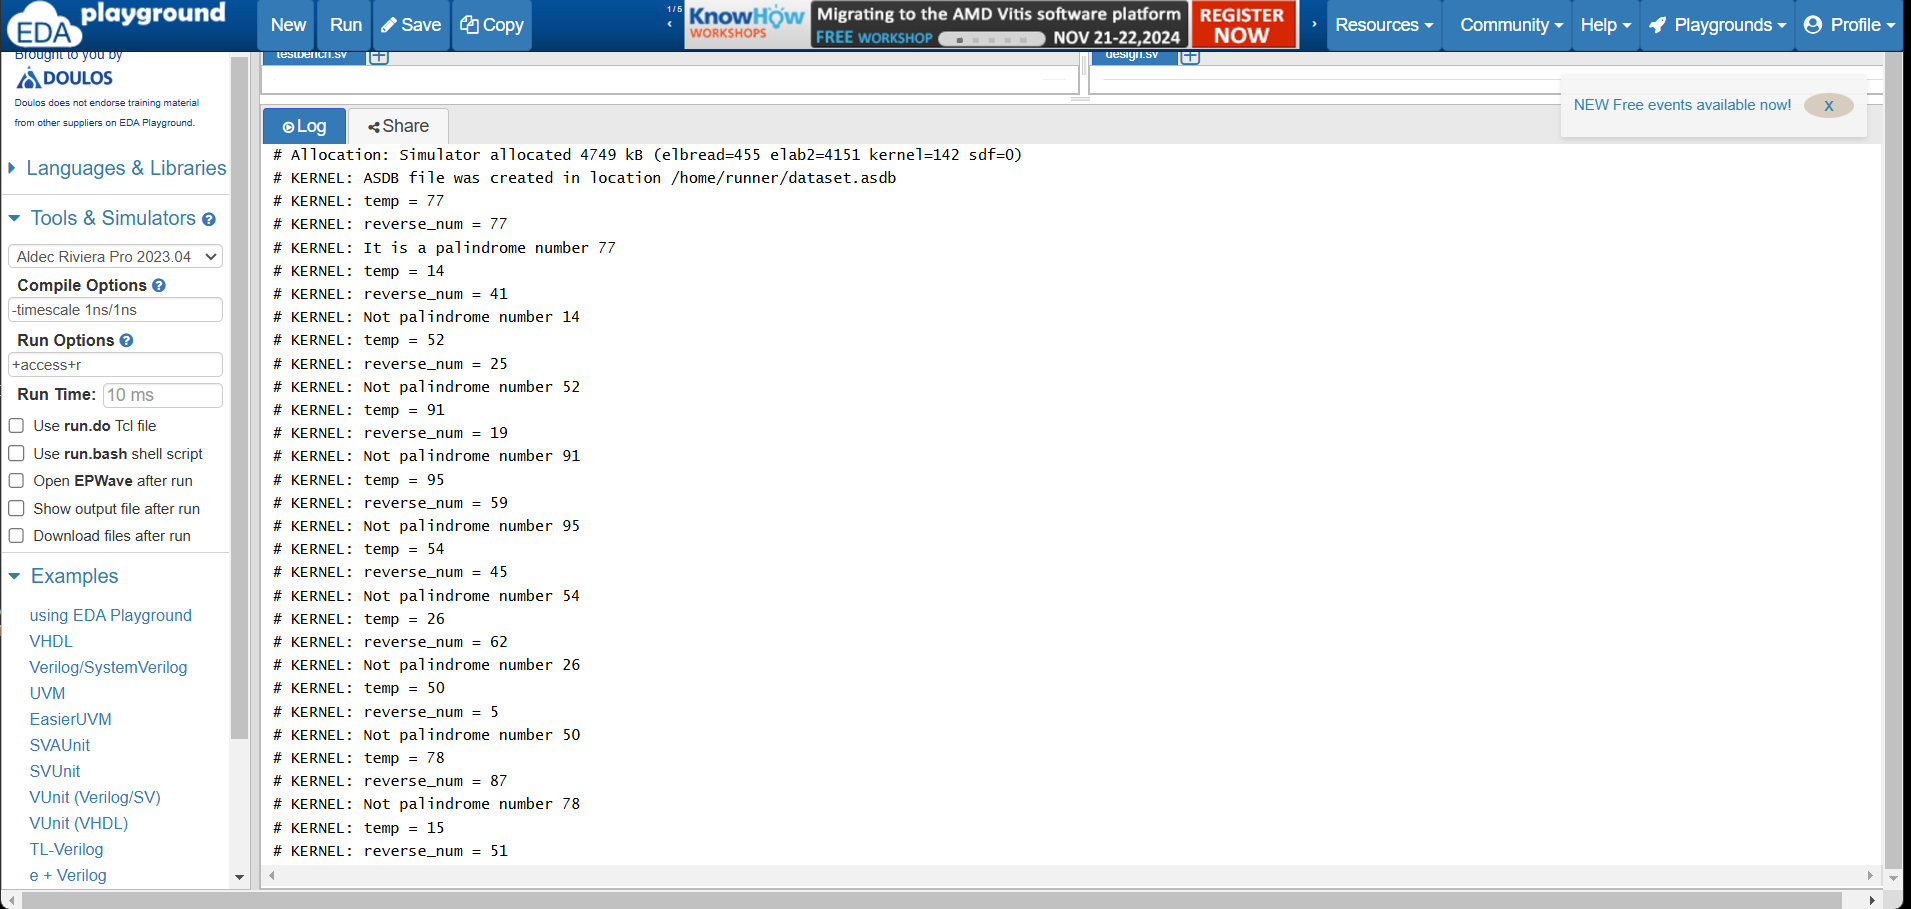 EDA playground
New
Run
Save
Copy
1/5
KnowHow
WORKSHOPS
Migrating to the AMD Vitis software platform
FREE WORKSHOP
NOV 21-22,2024
REGISTER
NOW
Resources
Community
Help
Playgrounds
Profile
Brought to you by
DOULOS
Doulos does not endorse training material
from other suppliers on EDA Playground.
Languages & Libraries
Tools & Simulators
Aldec Riviera Pro 2023.04
Compile Options
-timescale 1ns/1ns
Run Options
+access+r
Run Time: 10 ms
Use run.do Tcl file
Use run.bash shell script
Open EPWave after run
Show output file after run
Download files after run
Examples
using EDA Playground
VHDL
Verilog/SystemVerilog
UVM
EasierUVM
SVAUnit
SVUnit
VUnit (Verilog/SV)
VUnit (VHDL)
TL-Verilog
e + Verilog
testbench.sv
design.sv
NEW Free events available now! X
Log
Share
# Allocation: Simulator allocated 4749 kB (elbread=455 elab2=4151 kernel=142 sdf=0)
# KERNEL: ASDB file was created in location /home/runner/dataset.asdb
# KERNEL: temp = 77
# KERNEL: reverse_num = 77
# KERNEL: It is a palindrome number 77
# KERNEL: temp = 14
# KERNEL: reverse_num = 41
# KERNEL: Not palindrome number 14
# KERNEL: temp = 52
# KERNEL: reverse_num = 25
# KERNEL: Not palindrome number 52
# KERNEL: temp = 91
# KERNEL: reverse_num = 19
# KERNEL: Not palindrome number 91
# KERNEL: temp = 95
# KERNEL: reverse_num = 59
# KERNEL: Not palindrome number 95
# KERNEL: temp = 54
# KERNEL: reverse_num = 45
# KERNEL: Not palindrome number 54
# KERNEL: temp = 26
# KERNEL: reverse_num = 62
# KERNEL: Not palindrome number 26
# KERNEL: temp = 50
# KERNEL: reverse_num = 5
# KERNEL: Not palindrome number 50
# KERNEL: temp = 78
# KERNEL: reverse_num = 87
# KERNEL: Not palindrome number 78
# KERNEL: temp = 15
# KERNEL: reverse_num = 51